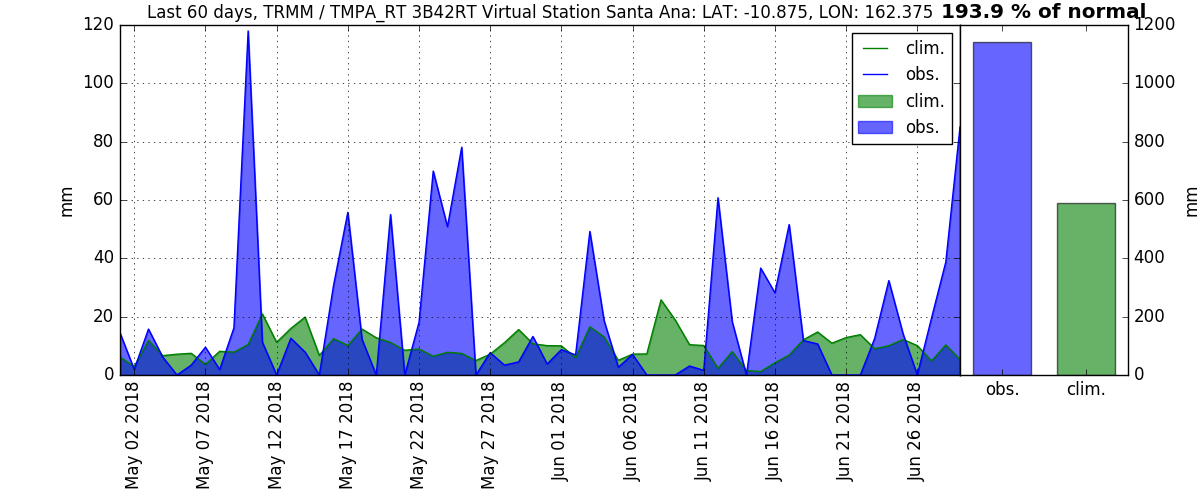 Last 60 days, TRMM / TMPA_RT 3B42RT Virtual Station Santa Ana: LAT: -10.875, LON: 162.375 193.9 % of normal
120
100
80
60
40
20
0
mm
clim.
obs.
clim.
obs.
1200
1000
800
600
400
200
0
mm
May 02 2018
May 07 2018
May 12 2018
May 17 2018
May 22 2018
May 27 2018
Jun 01 2018
Jun 06 2018
Jun 11 2018
Jun 16 2018
Jun 21 2018
Jun 26 2018
obs.
clim.